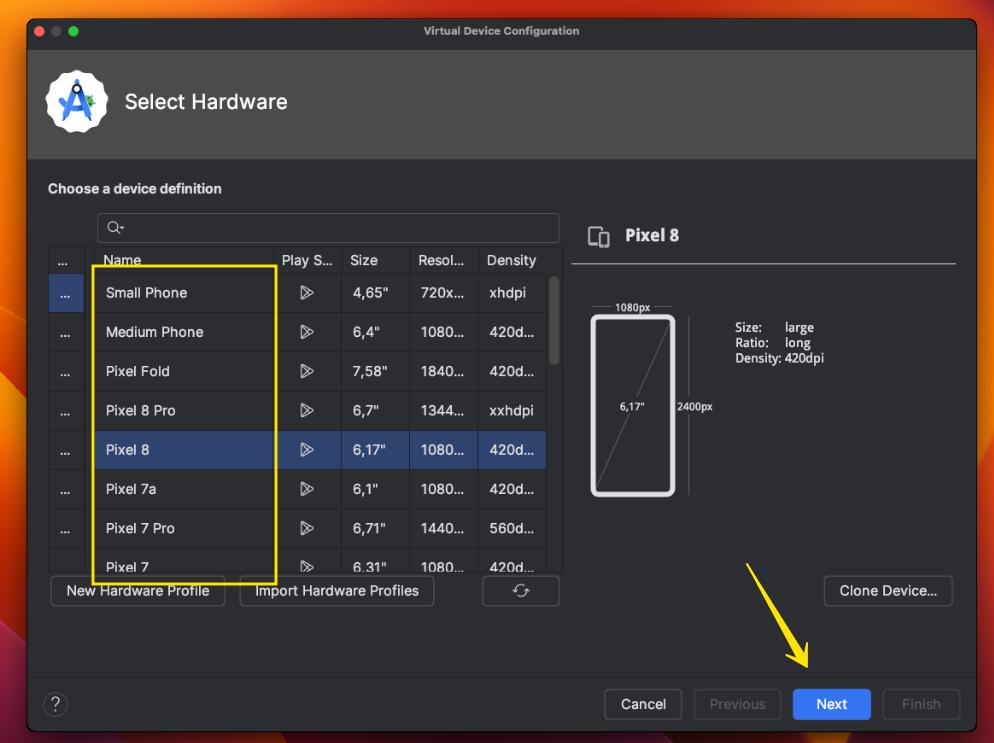 Virtual Device Configuration
Select Hardware
Choose a device definition
... Name Play S... Size Resol... Density
... Small Phone 4,65" 720x... xhdpi
... Medium Phone 6,4" 1080... 420d...
... Pixel Fold 7,58" 1840... 420d...
... Pixel 8 Pro 6,7" 1344... xxhdpi
... Pixel 8 6,17" 1080... 420d...
... Pixel 7a 6,1" 1080... 420d...
... Pixel 7 Pro 6,71" 1440... 560d...
Pixel 7 6,31" 1080... 420d...
New Hardware Profile Import Hardware Profiles
Pixel 8
1080px
6,17"
2400px
Size: large
Ratio: long
Density: 420dpi
Clone Device...
? Cancel Previous Next Finish